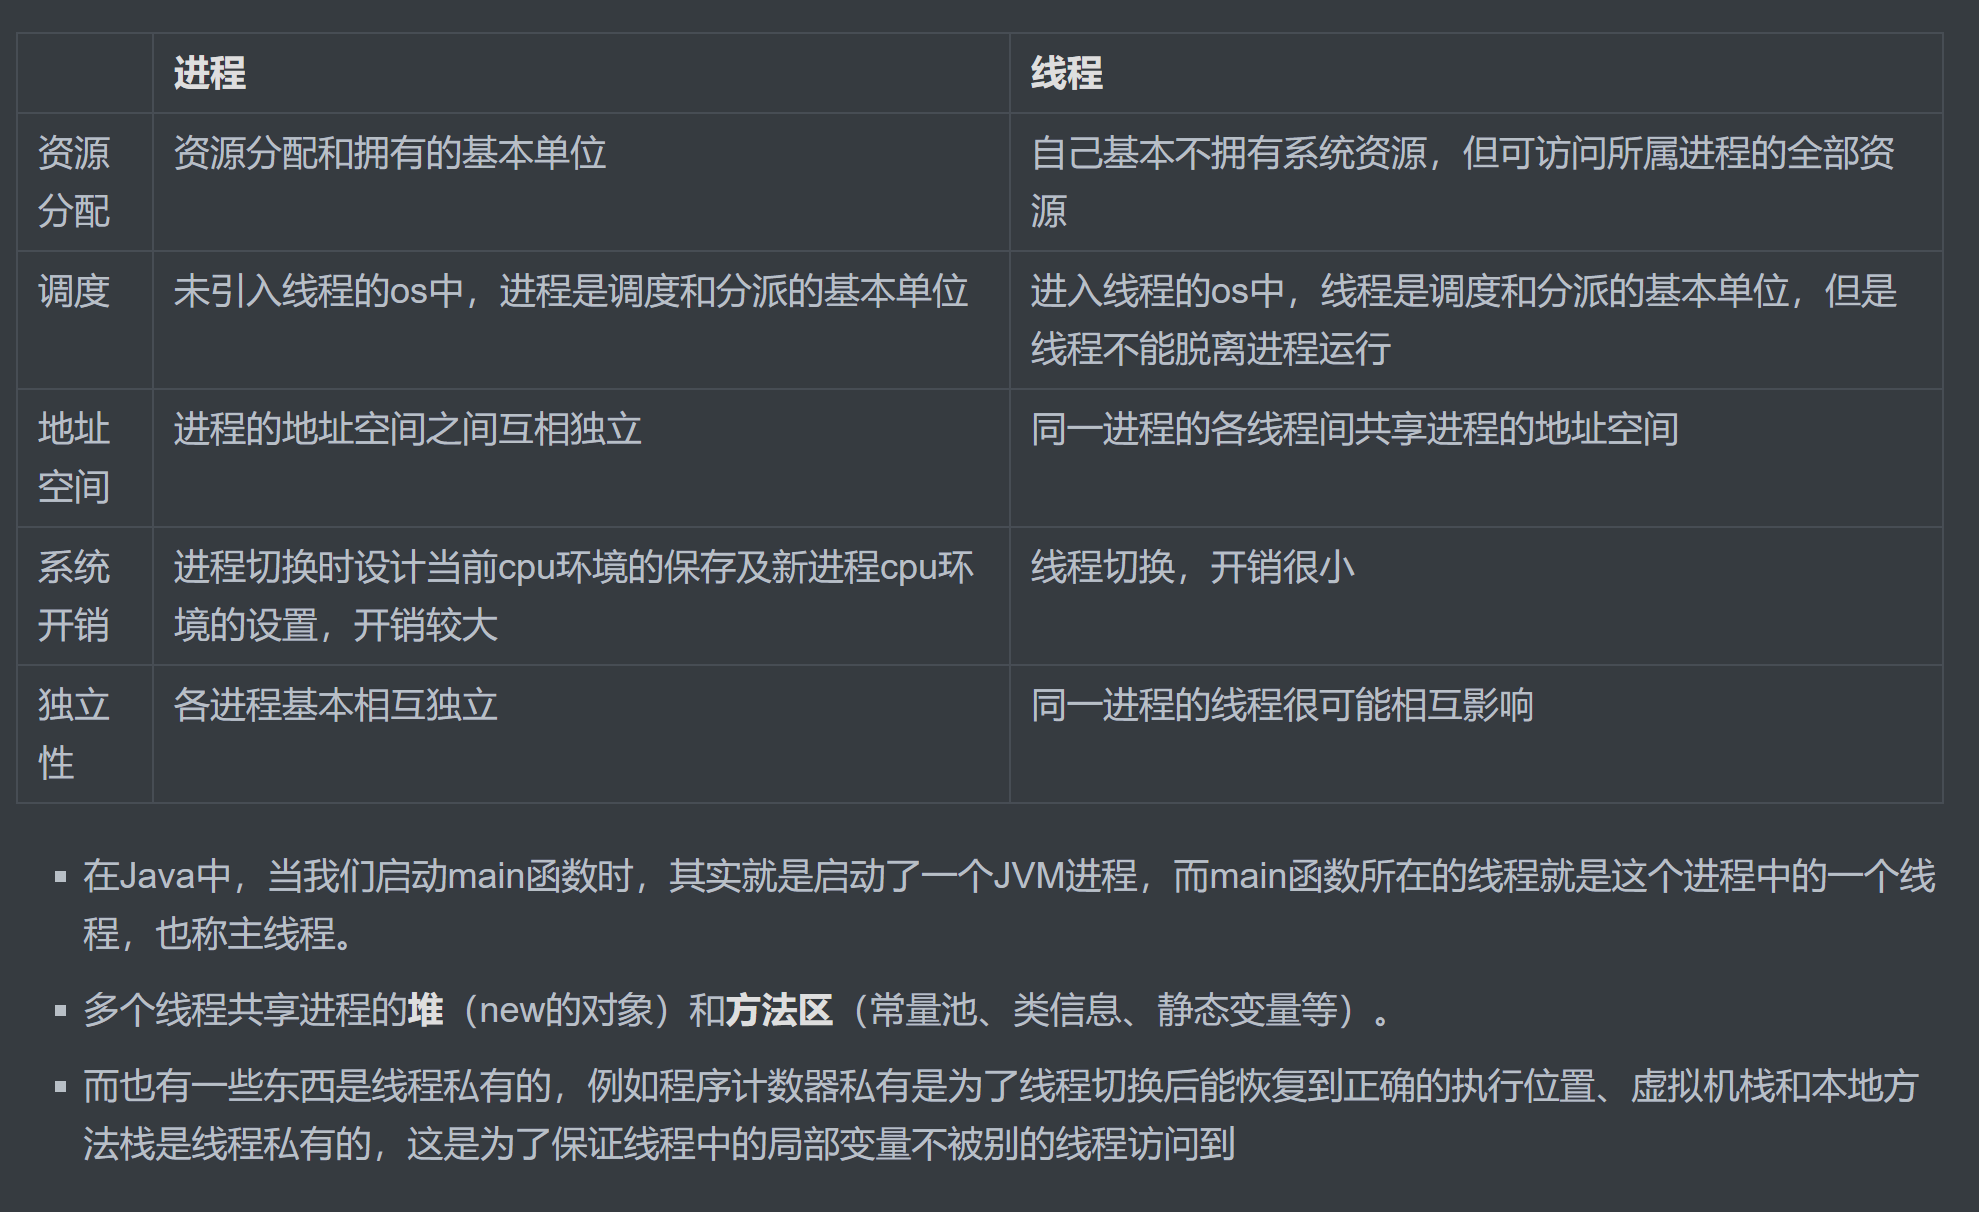 进程
线程
资源
分配
资源分配和拥有的基本单位
自己基本不拥有系统资源，但可访问所属进程的全部资
源
调度
未引入线程的os中，进程是调度和分派的基本单位
进入线程的os中，线程是调度和分派的基本单位，但是
线程不能脱离进程运行
地址
空间
进程的地址空间之间互相独立
同一进程的各线程间共享进程的地址空间
系统
开销
进程切换时设计当前cpu环境的保存及新进程cpu环
境的设置，开销较大
线程切换，开销很小
独立
性
各进程基本相互独立
同一进程的线程很可能相互影响
在Java中，当我们启动main函数时，其实就是启动了一个JVM进程，而main函数所在的线程就是这个进程中的一个线
程，也称主线程。
多个线程共享进程的堆（new的对象）和方法区（常量池、类信息、静态变量等）。
而也有一些东西是线程私有的，例如程序计数器私有是为了线程切换后能恢复到正确的执行位置、虚拟机栈和本地方
法栈是线程私有的，这是为了保证线程中的局部变量不被别的线程访问到